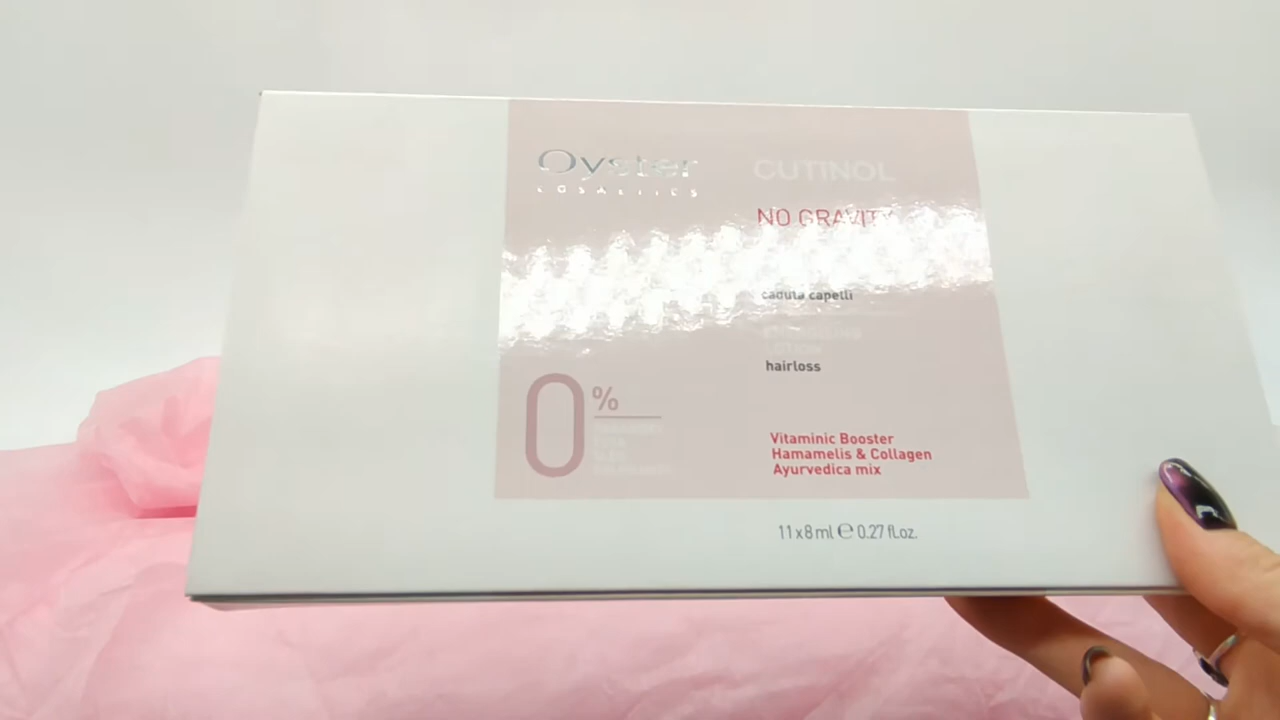 Oyster
COSMETICS
CUTINOL
NO GRAVITY
caduta capelli
hairloss
0%
Vitaminic Booster
Hamamelis & Collagen
Ayurvedica mix
11 x 8 ml ℮ 0.27 fl.oz.